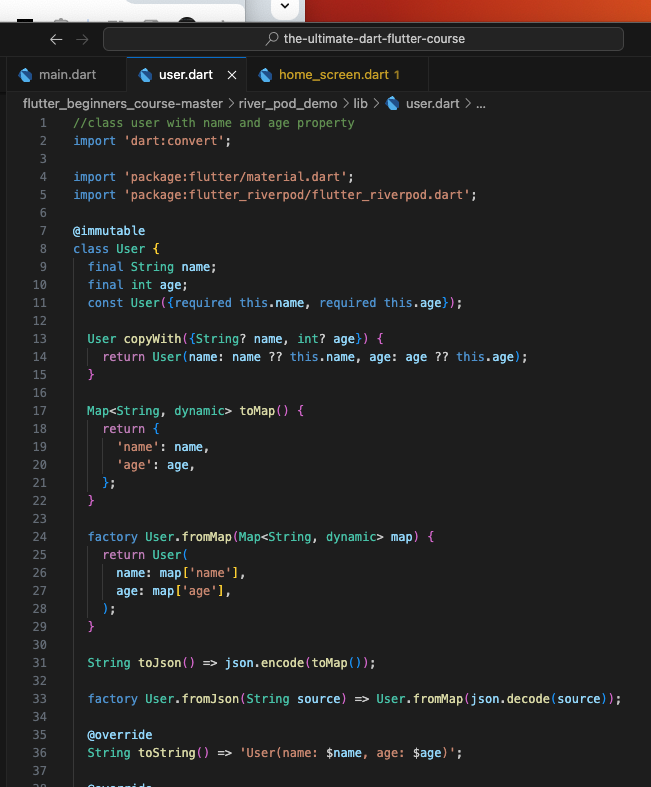 the-ultimate-dart-flutter-course
main.dart user.dart home_screen.dart 1
flutter_beginners_course-master > river_pod_demo > lib > user.dart > ...
1 //class user with name and age property
2 import 'dart:convert';
3
4 import 'package:flutter/material.dart';
5 import 'package:flutter_riverpod/flutter_riverpod.dart';
6
7 @immutable
8 class User {
9 final String name;
10 final int age;
11 const User({required this.name, required this.age});
12
13 User copyWith({String? name, int? age}) {
14 return User(name: name ?? this.name, age: age ?? this.age);
15 }
16
17 Map<String, dynamic> toMap() {
18 return {
19 'name': name,
20 'age': age,
21 };
22 }
23
24 factory User.fromMap(Map<String, dynamic> map) {
25 return User(
26 name: map['name'],
27 age: map['age'],
28 );
29 }
30
31 String toJson() => json.encode(toMap());
32
33 factory User.fromJson(String source) => User.fromMap(json.decode(source));
34
35 @override
36 String toString() => 'User(name: $name, age: $age)';
37
38 @override